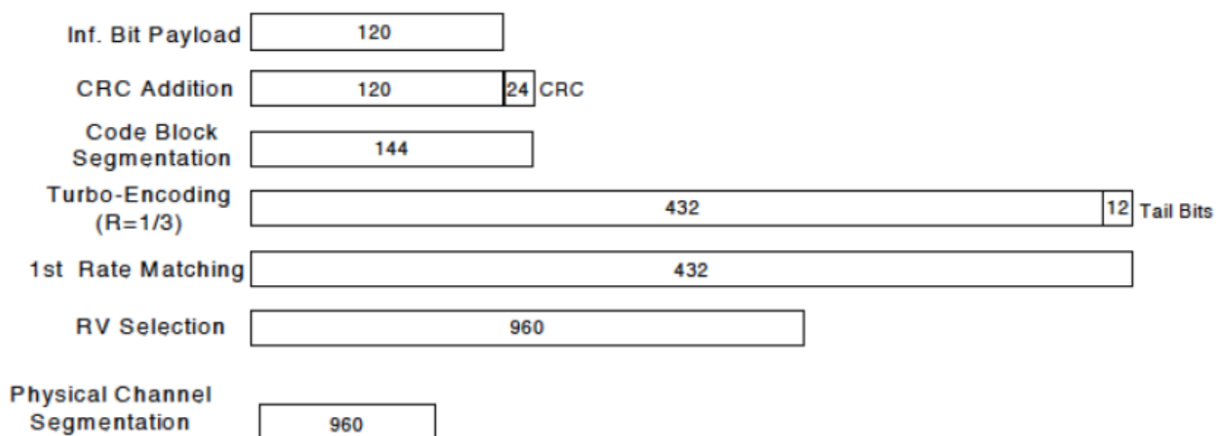 Inf. Bit Payload 120
CRC Addition 120 24 CRC
Code Block
Segmentation 144
Turbo-Encoding
(R=1/3) 432 12 Tail Bits
1st Rate Matching 432
RV Selection 960
Physical Channel
Segmentation 960